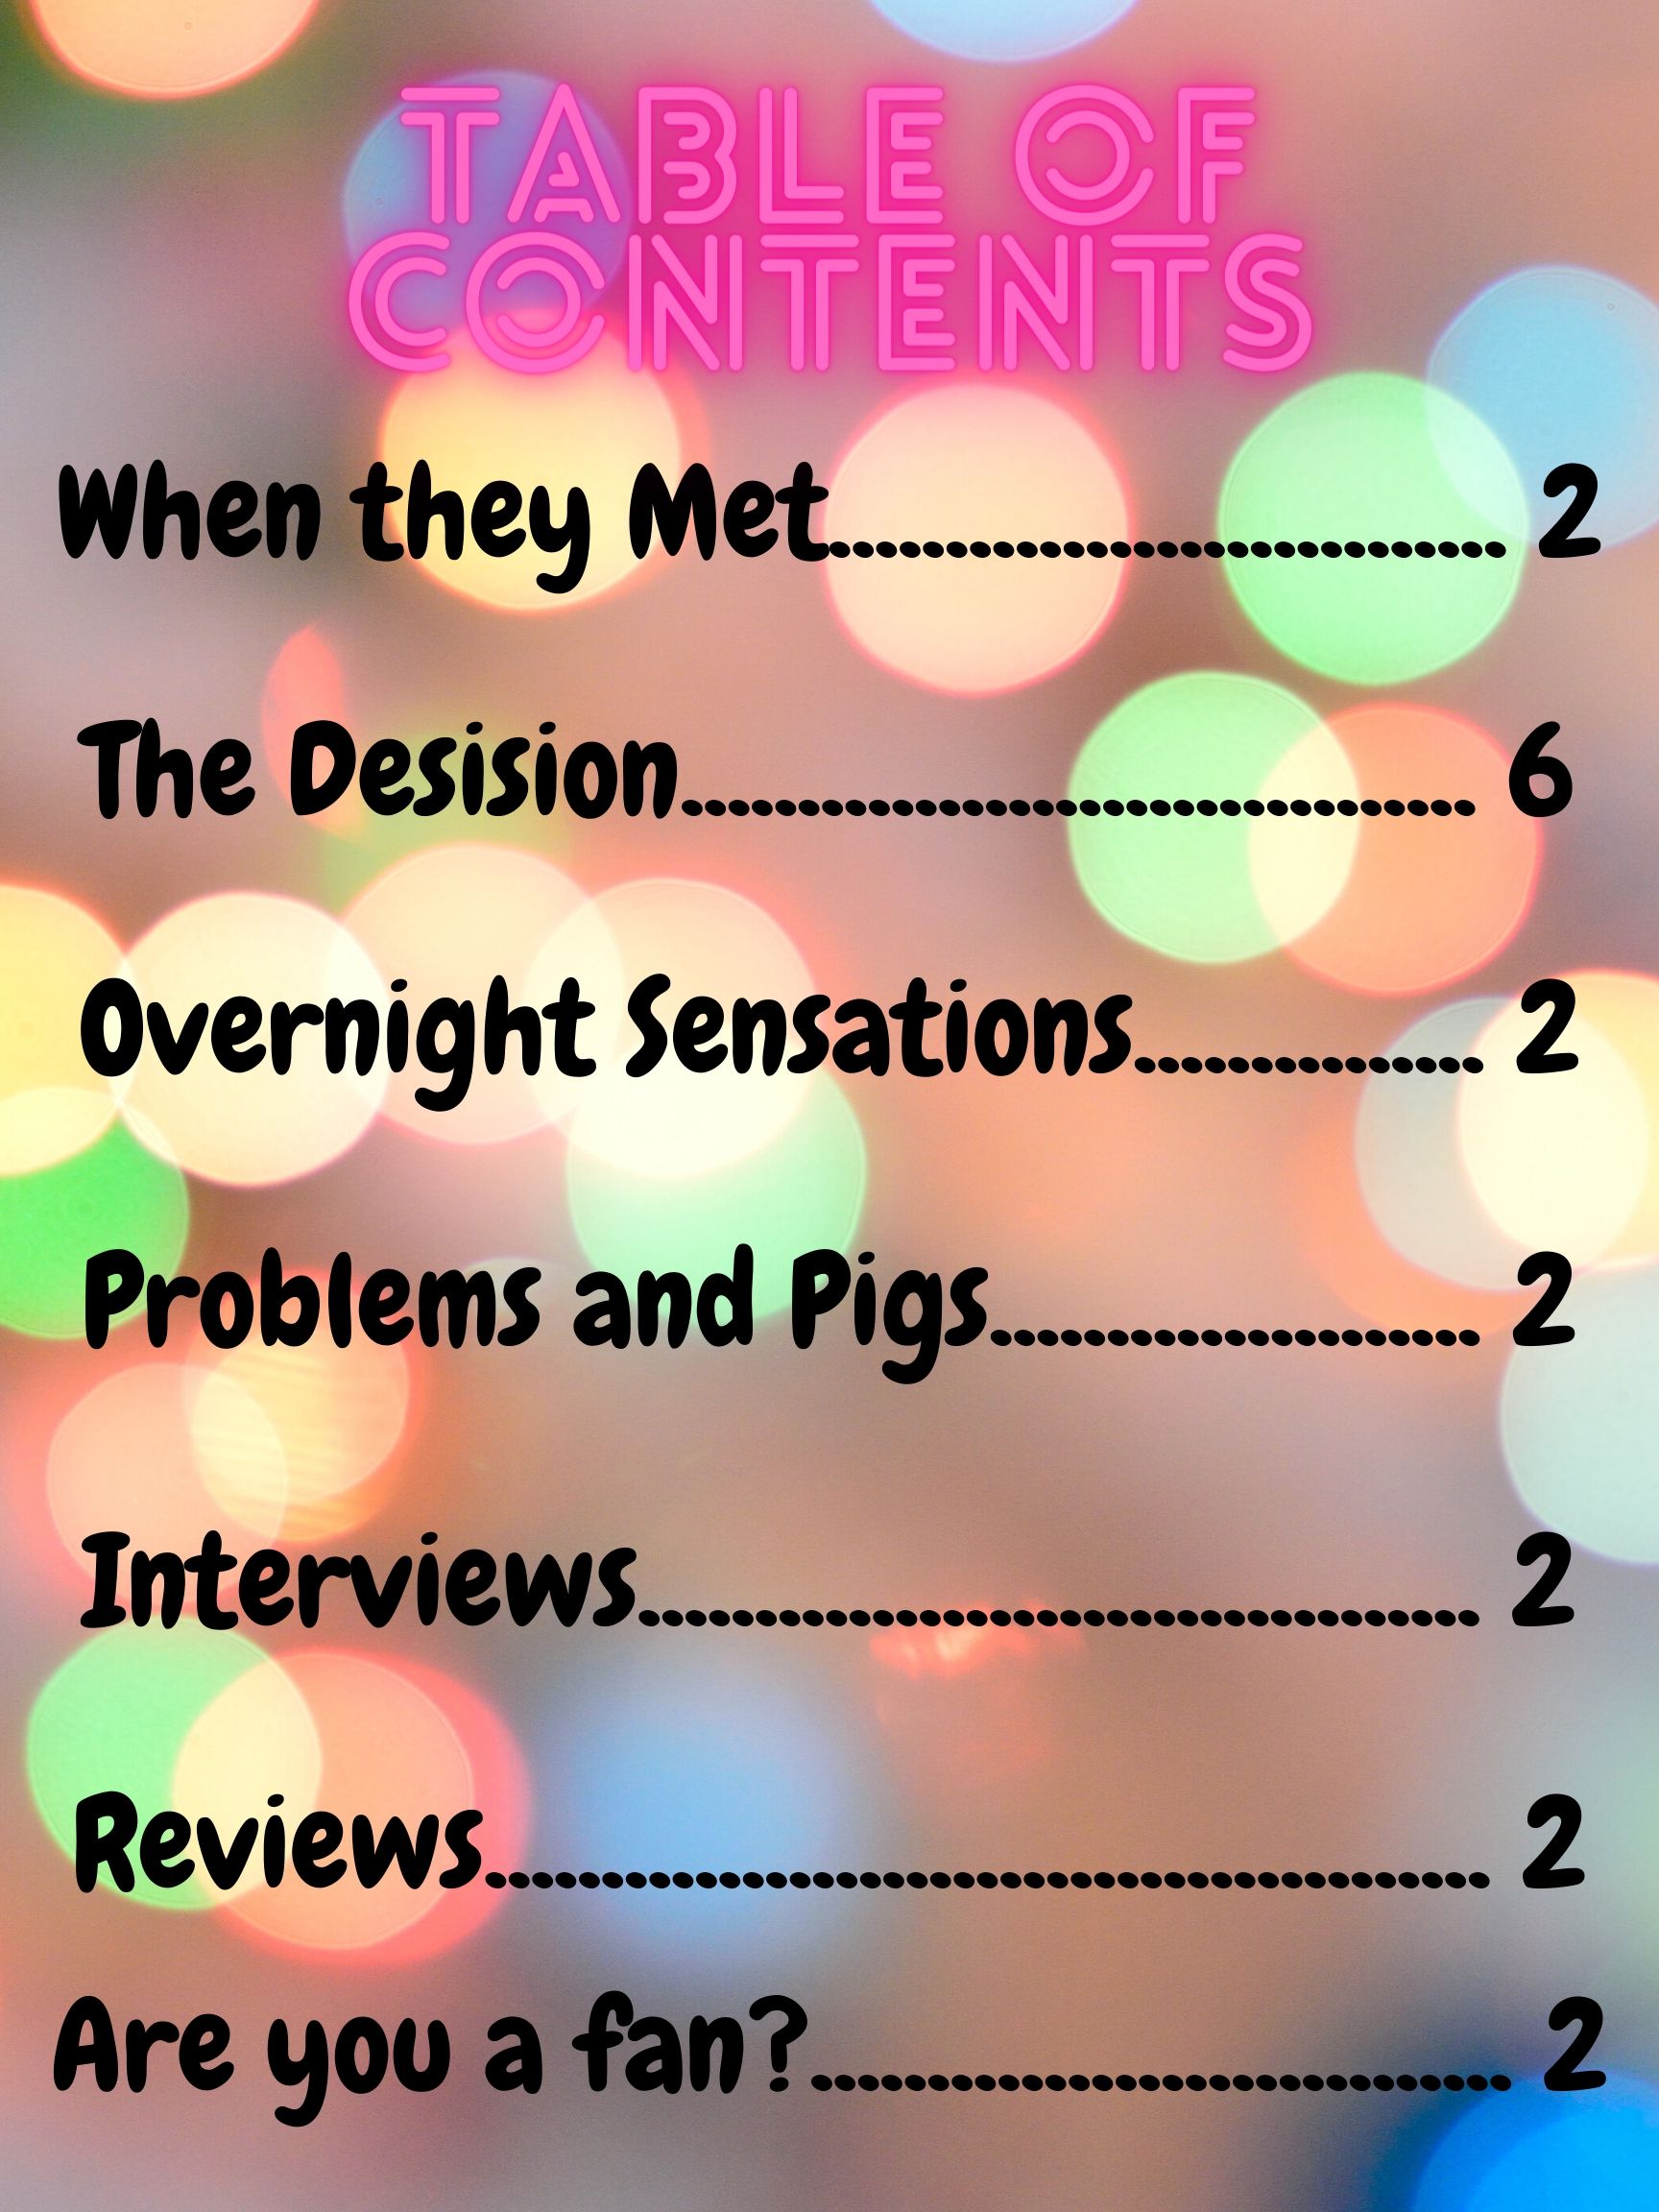 TABLE OF
CONTENTS
When they Met............................. 2
The Desision.................................. 6
Overnight Sensations............... 2
Problems and Pigs..................... 2
Interviews.................................... 2
Reviews........................................... 2
Are you a fan?.............................. 2